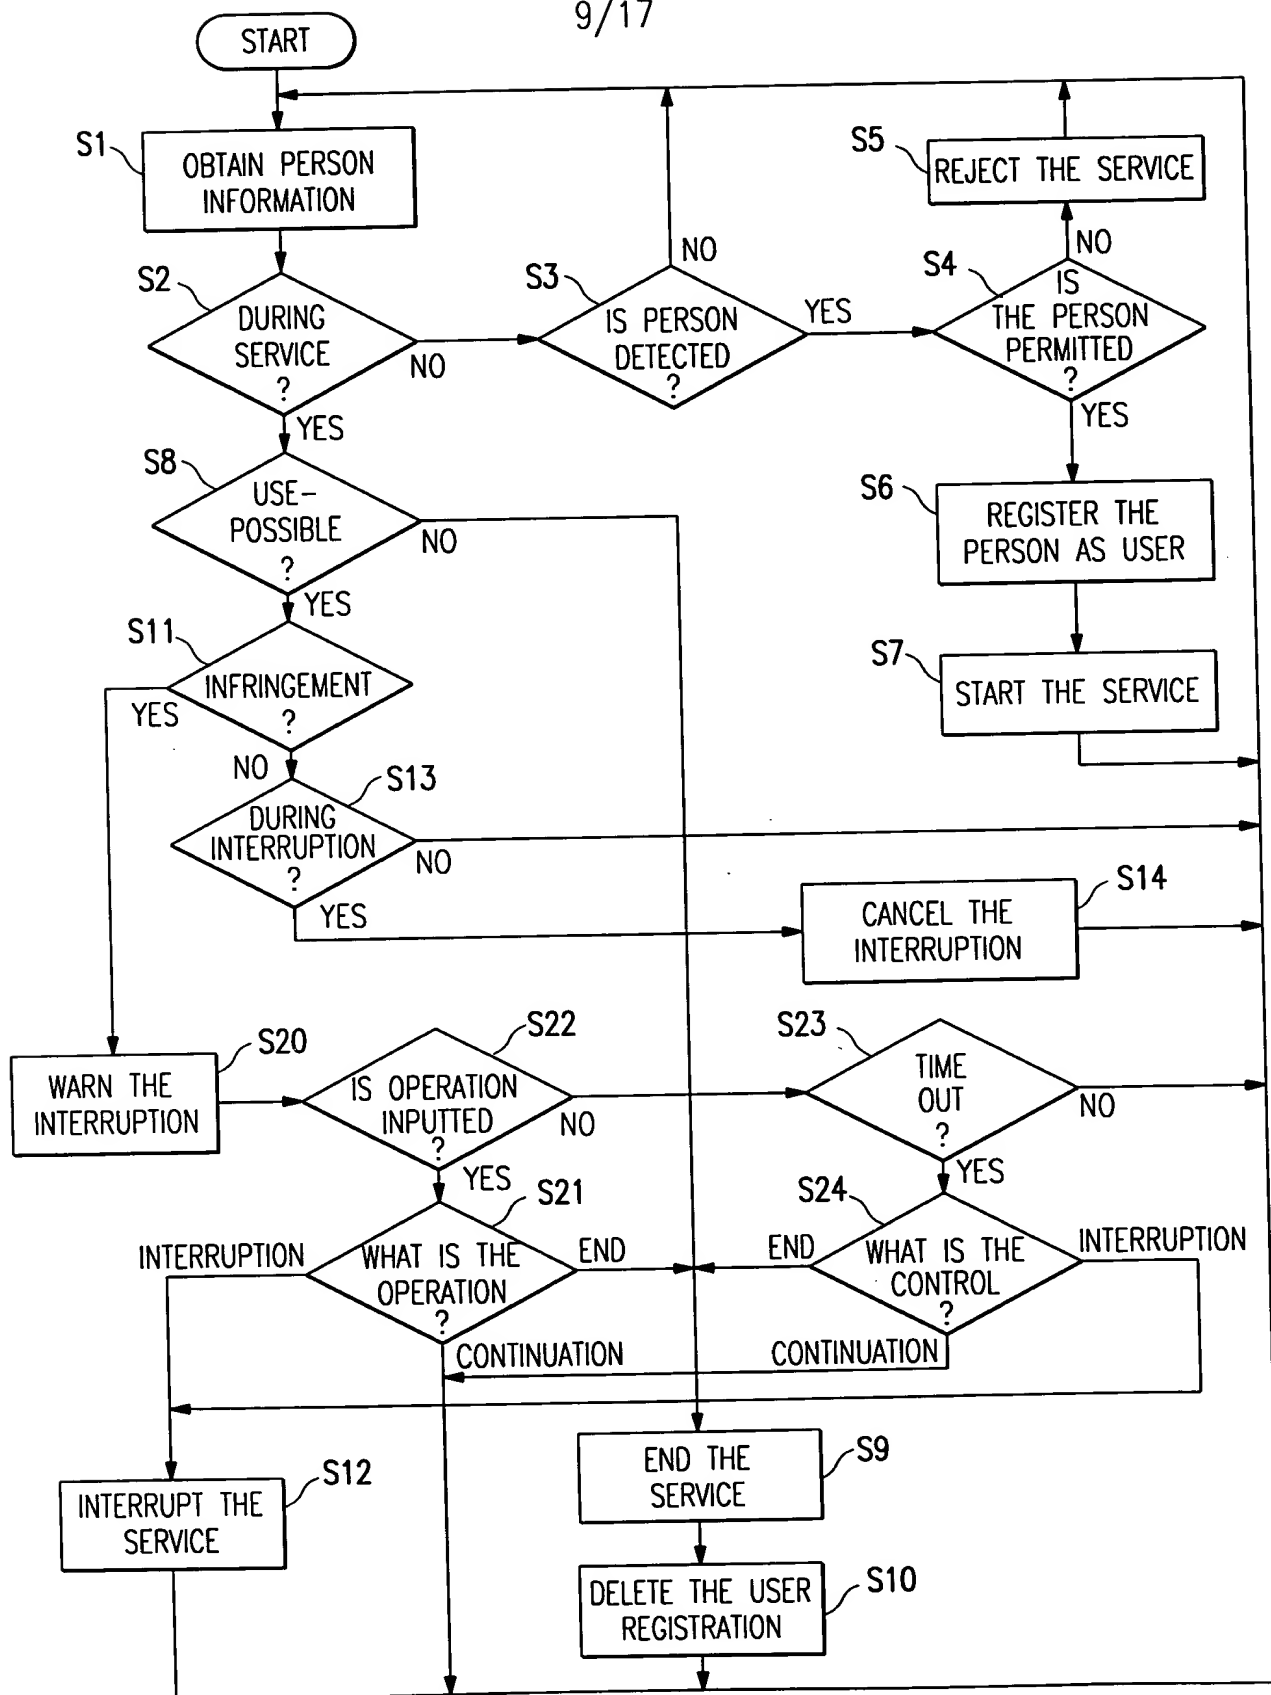 9/17
START
S1
OBTAIN PERSON
INFORMATION
S5
REJECT THE SERVICE
NO
NO
S2
DURING
SERVICE
?
NO
YES
S3
IS PERSON
DETECTED
?
YES
S4
IS
THE PERSON
PERMITTED
?
YES
S8
USE-
POSSIBLE
?
NO
YES
S6
REGISTER THE
PERSON AS USER
S11
INFRINGEMENT
?
YES
NO
S7
START THE SERVICE
S13
DURING
INTERRUPTION
?
NO
YES
S14
CANCEL THE
INTERRUPTION
S20
WARN THE
INTERRUPTION
S22
IS OPERATION
INPUTTED
?
NO
YES
S23
TIME
OUT
?
NO
YES
S21
WHAT IS THE
OPERATION
?
INTERRUPTION
END
CONTINUATION
S24
WHAT IS THE
CONTROL
?
END
INTERRUPTION
CONTINUATION
S9
END THE
SERVICE
S12
INTERRUPT THE
SERVICE
S10
DELETE THE USER
REGISTRATION